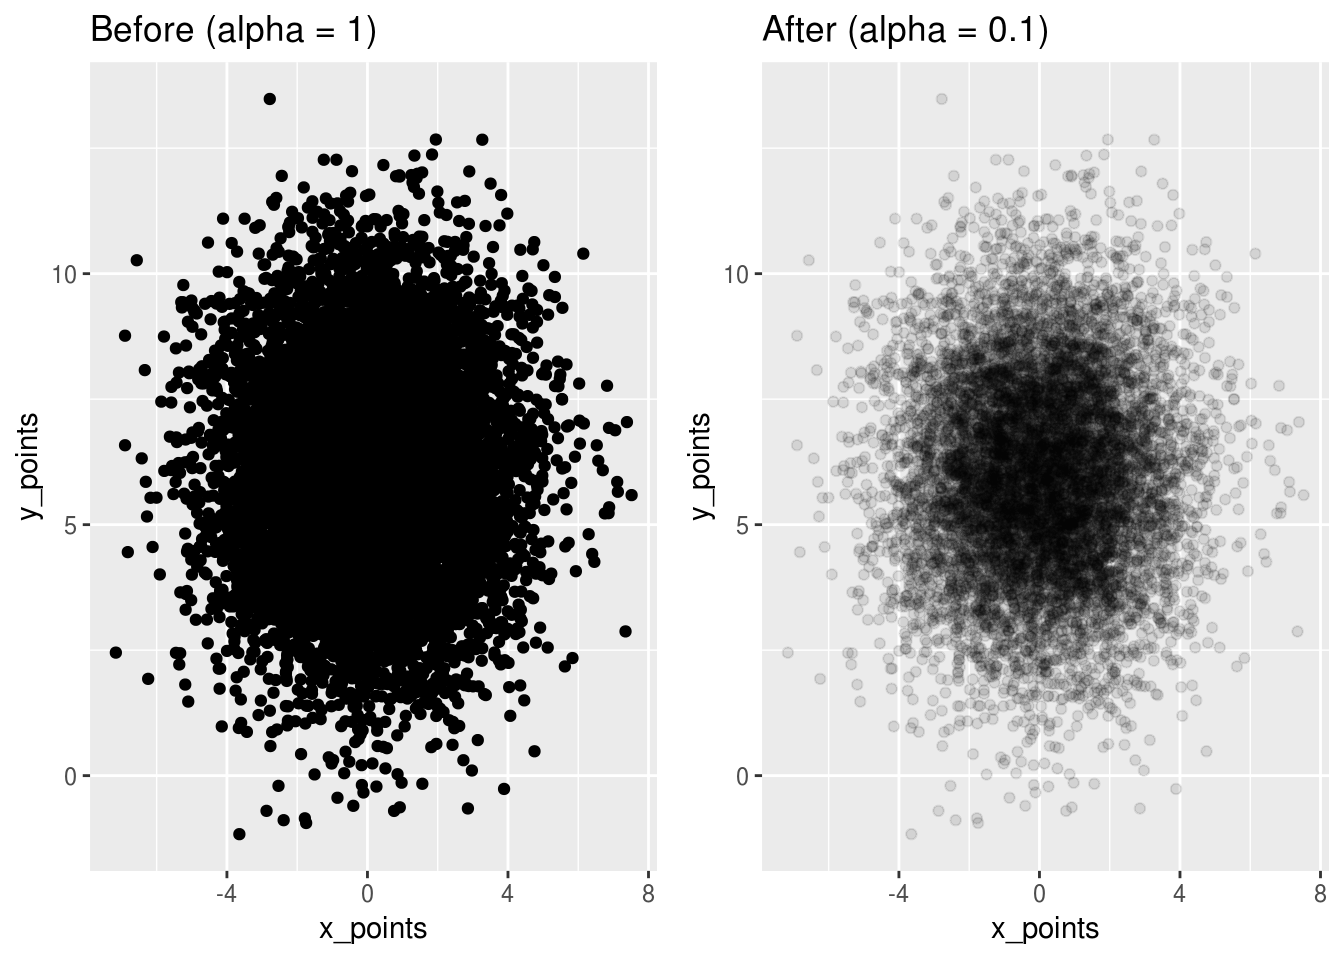 Before (alpha = 1)
10
5
0
y_points
-4
0
4
8
x_points
After (alpha = 0.1)
10
5
0
y_points
-4
0
4
8
x_points